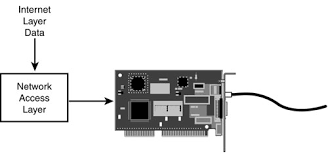 Internet
Layer
Data
Network
Access
Layer